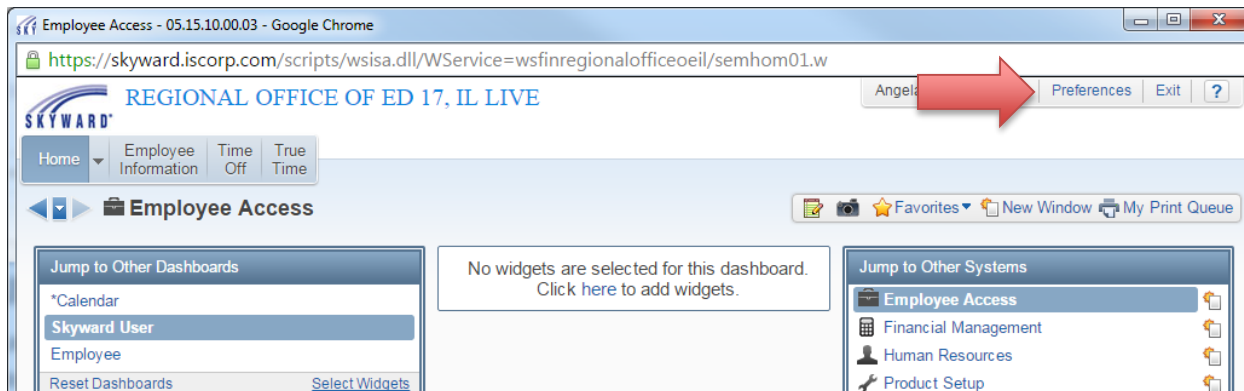 Employee Access - 05.15.10.00.03 - Google Chrome
https://skyward.iscorp.com/scripts/wsisa.dll/WService=wsfinregionalofficeoeil/semhom01.w
SKYWARD
REGIONAL OFFICE OF ED 17, IL LIVE
Angela Preferences Exit ?
Home Employee Information Time Off True Time
Employee Access
Favorites New Window My Print Queue
Jump to Other Dashboards
*Calendar
Skyward User
Employee
Reset Dashboards Select Widgets
No widgets are selected for this dashboard.
Click here to add widgets.
Jump to Other Systems
Employee Access
Financial Management
Human Resources
Product Setup